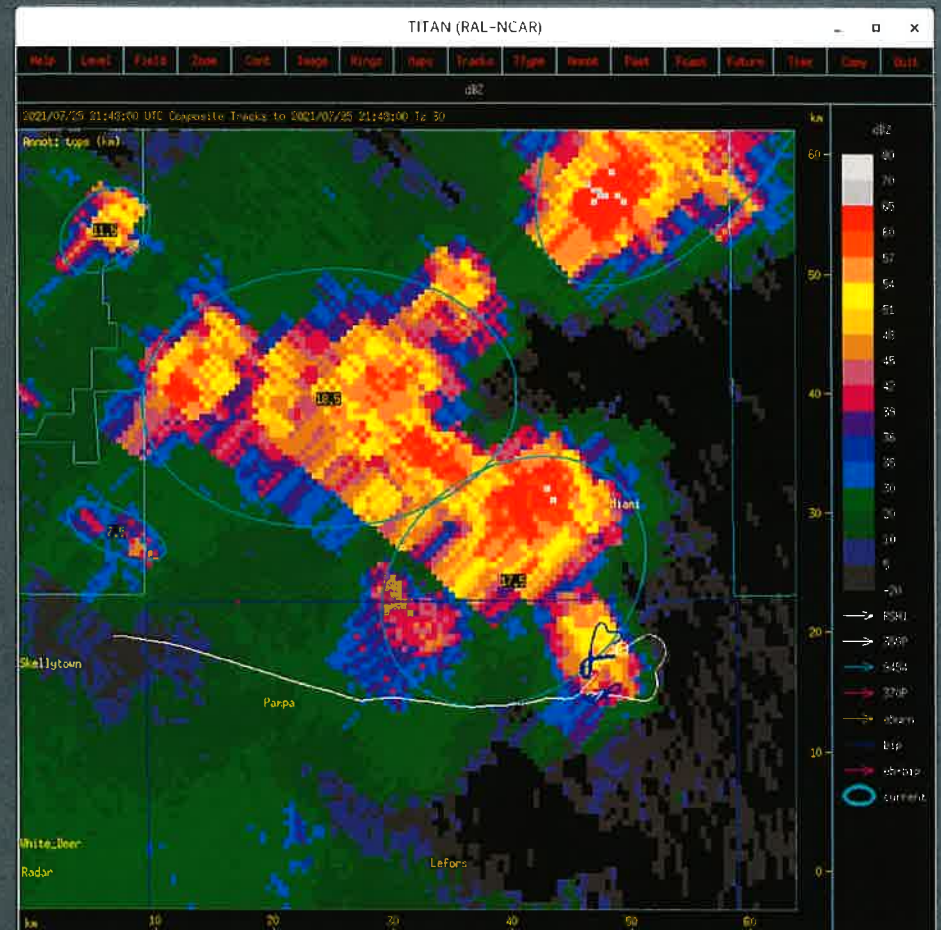 TITAN (RAL-NCAR)
Help Level Field Zoom Cont Image Rings Maps Tracks TType Annot Past Fcast Future Time Copy Quit
dBZ
2021/07/25 21:43:00 UTC Composite Tracks to 2021/07/25 21:43:00 Tz 30
km
Annot: tops (km)
dBZ
80
70
65
60
57
54
51
48
45
42
39
36
33
30
20
10
5
-20
60
50
40
30
20
10
0
11.5
18.5
7.5
Miami
17.5
Skellytown
Pampa
White_Deer
Lefors
Radar
km 10 20 30 40 50 60
current